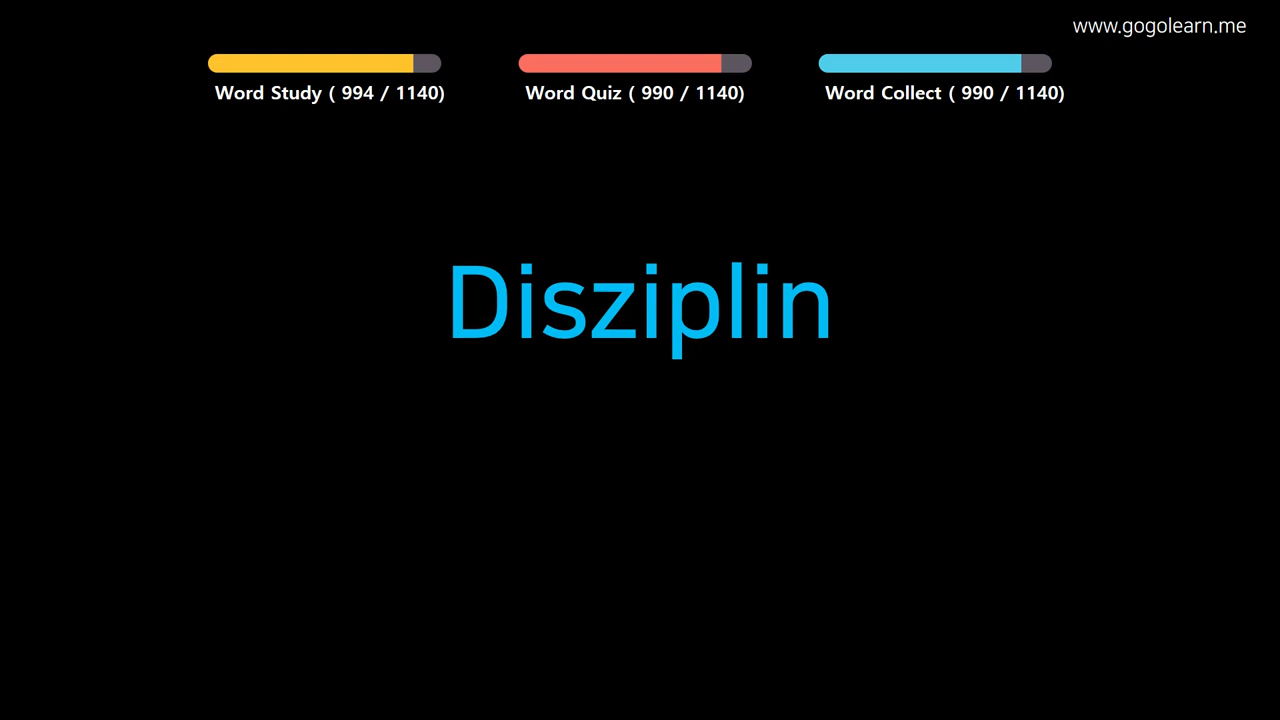 www.gogolearn.me
Word Study ( 994 / 1140)
Word Quiz ( 990 / 1140)
Word Collect ( 990 / 1140)
Disziplin